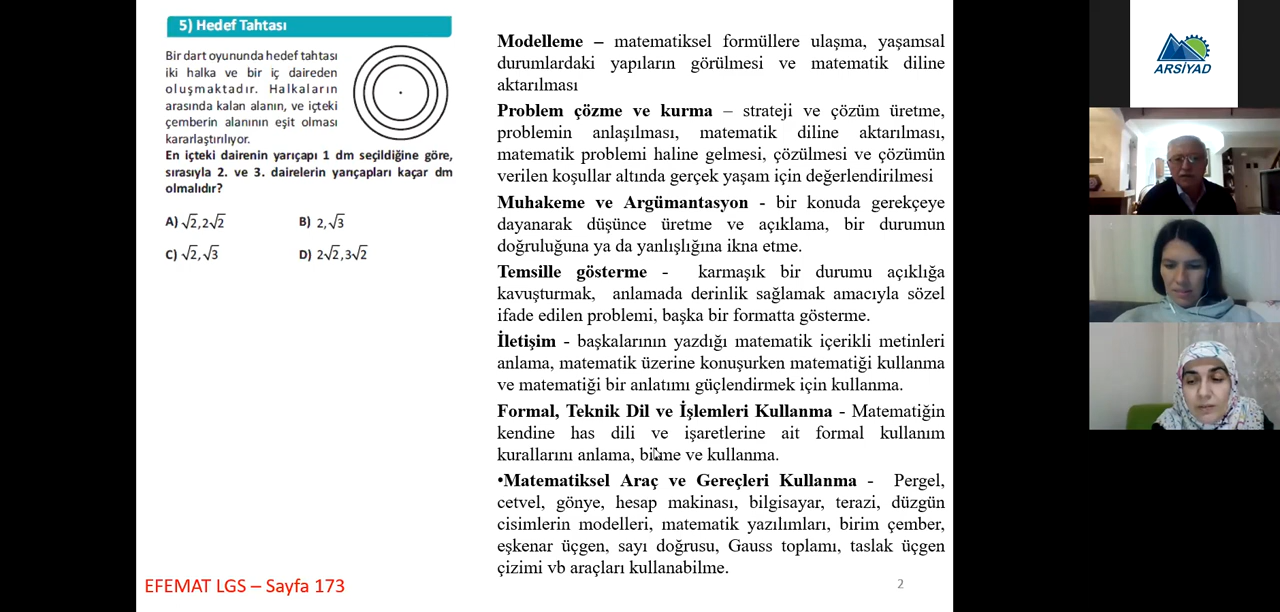 5) Hedef Tahtası
Bir dart oyununda hedef tahtası
iki halka ve bir iç daireden
oluşmaktadır. Halkaların
arasında kalan alanın, ve içteki
çemberin alanının eşit olması
kararlaştırılıyor.
En içteki dairenin yarıçapı 1 dm seçildiğine göre,
sırasıyla 2. ve 3. dairelerin yarıçapları kaçar dm
olmalıdır?
A) √2,2√2 B) 2,√3
C) √2,√3 D) 2√2,3√2
EFEMAT LGS – Sayfa 173
Modelleme – matematiksel formüllere ulaşma, yaşamsal
durumlardaki yapıların görülmesi ve matematik diline
aktarılması
Problem çözme ve kurma – strateji ve çözüm üretme,
problemin anlaşılması, matematik diline aktarılması,
matematik problemi haline gelmesi, çözülmesi ve çözümün
verilen koşullar altında gerçek yaşam için değerlendirilmesi
Muhakeme ve Argümantasyon - bir konuda gerekçeye
dayanarak düşünce üretme ve açıklama, bir durumun
doğruluğuna ya da yanlışlığına ikna etme.
Temsille gösterme - karmaşık bir durumu açıklığa
kavuşturmak, anlamada derinlik sağlamak amacıyla sözel
ifade edilen problemi, başka bir formatta gösterme.
İletişim - başkalarının yazdığı matematik içerikli metinleri
anlama, matematik üzerine konuşurken matematiği kullanma
ve matematiği bir anlatımı güçlendirmek için kullanma.
Formal, Teknik Dil ve İşlemleri Kullanma - Matematiğin
kendine has dili ve işaretlerine ait formal kullanım
kurallarını anlama, bilme ve kullanma.
•Matematiksel Araç ve Gereçleri Kullanma - Pergel,
cetvel, gönye, hesap makinası, bilgisayar, terazi, düzgün
cisimlerin modelleri, matematik yazılımları, birim çember,
eşkenar üçgen, sayı doğrusu, Gauss toplamı, taslak üçgen
çizimi vb araçları kullanabilme.
2
ARSİYAD